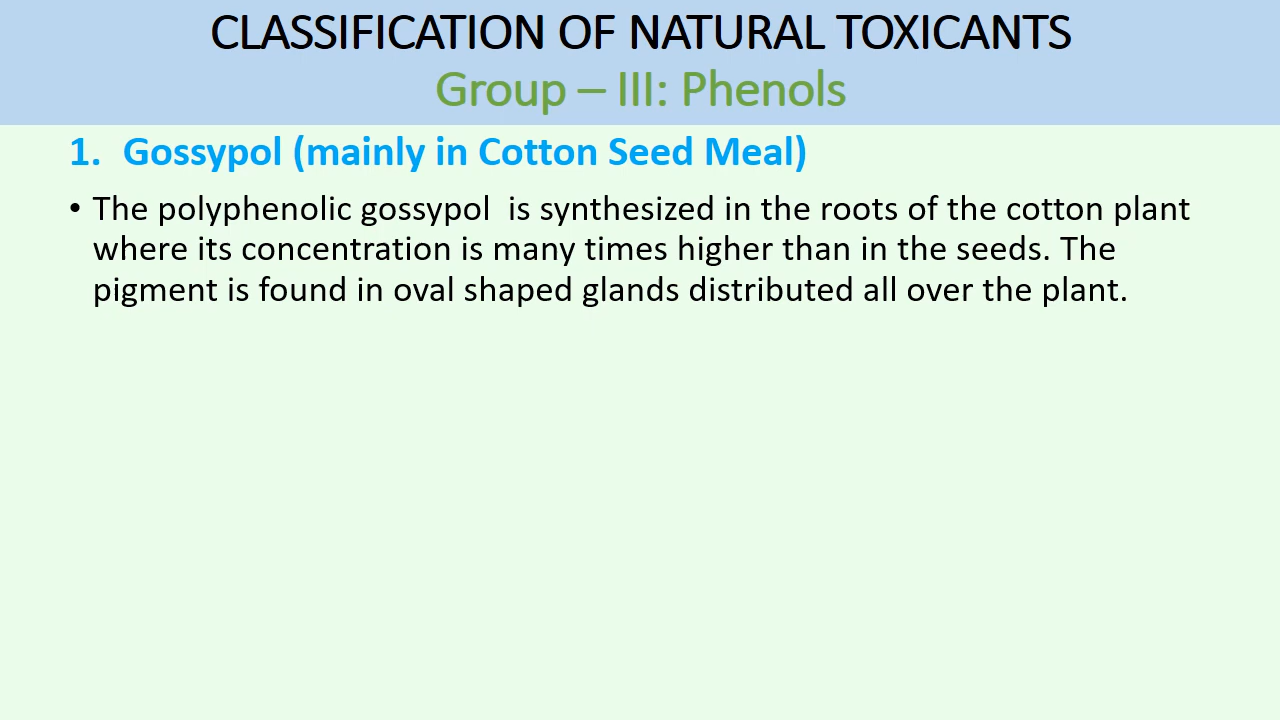 CLASSIFICATION OF NATURAL TOXICANTS
Group – III: Phenols
1. Gossypol (mainly in Cotton Seed Meal)
• The polyphenolic gossypol  is synthesized in the roots of the cotton plant
where its concentration is many times higher than in the seeds. The
pigment is found in oval shaped glands distributed all over the plant.